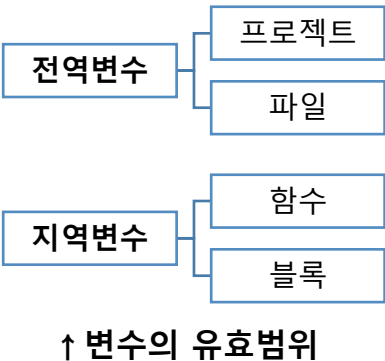 전역변수
프로젝트
파일
지역변수
함수
블록
↑변수의 유효범위